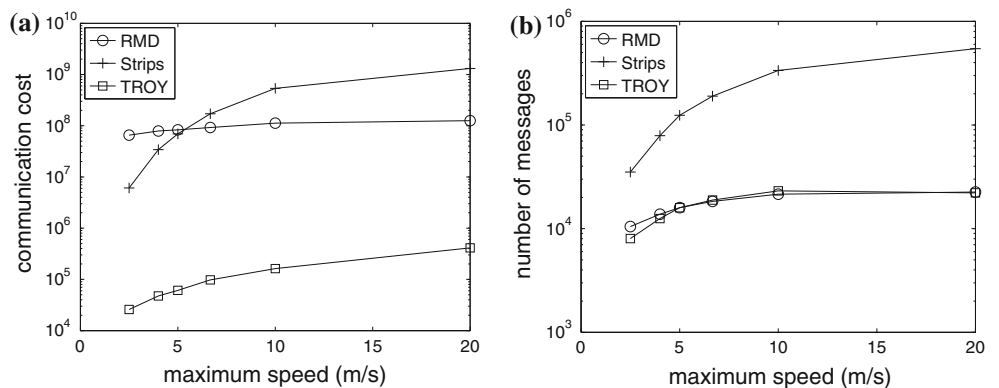 (a)
10^10
10^9
10^8
10^7
10^6
10^5
10^4
communication cost
RMD
Strips
TROY
0 5 10 15 20
maximum speed (m/s)
(b)
10^6
10^5
10^4
10^3
number of messages
RMD
Strips
TROY
0 5 10 15 20
maximum speed (m/s)